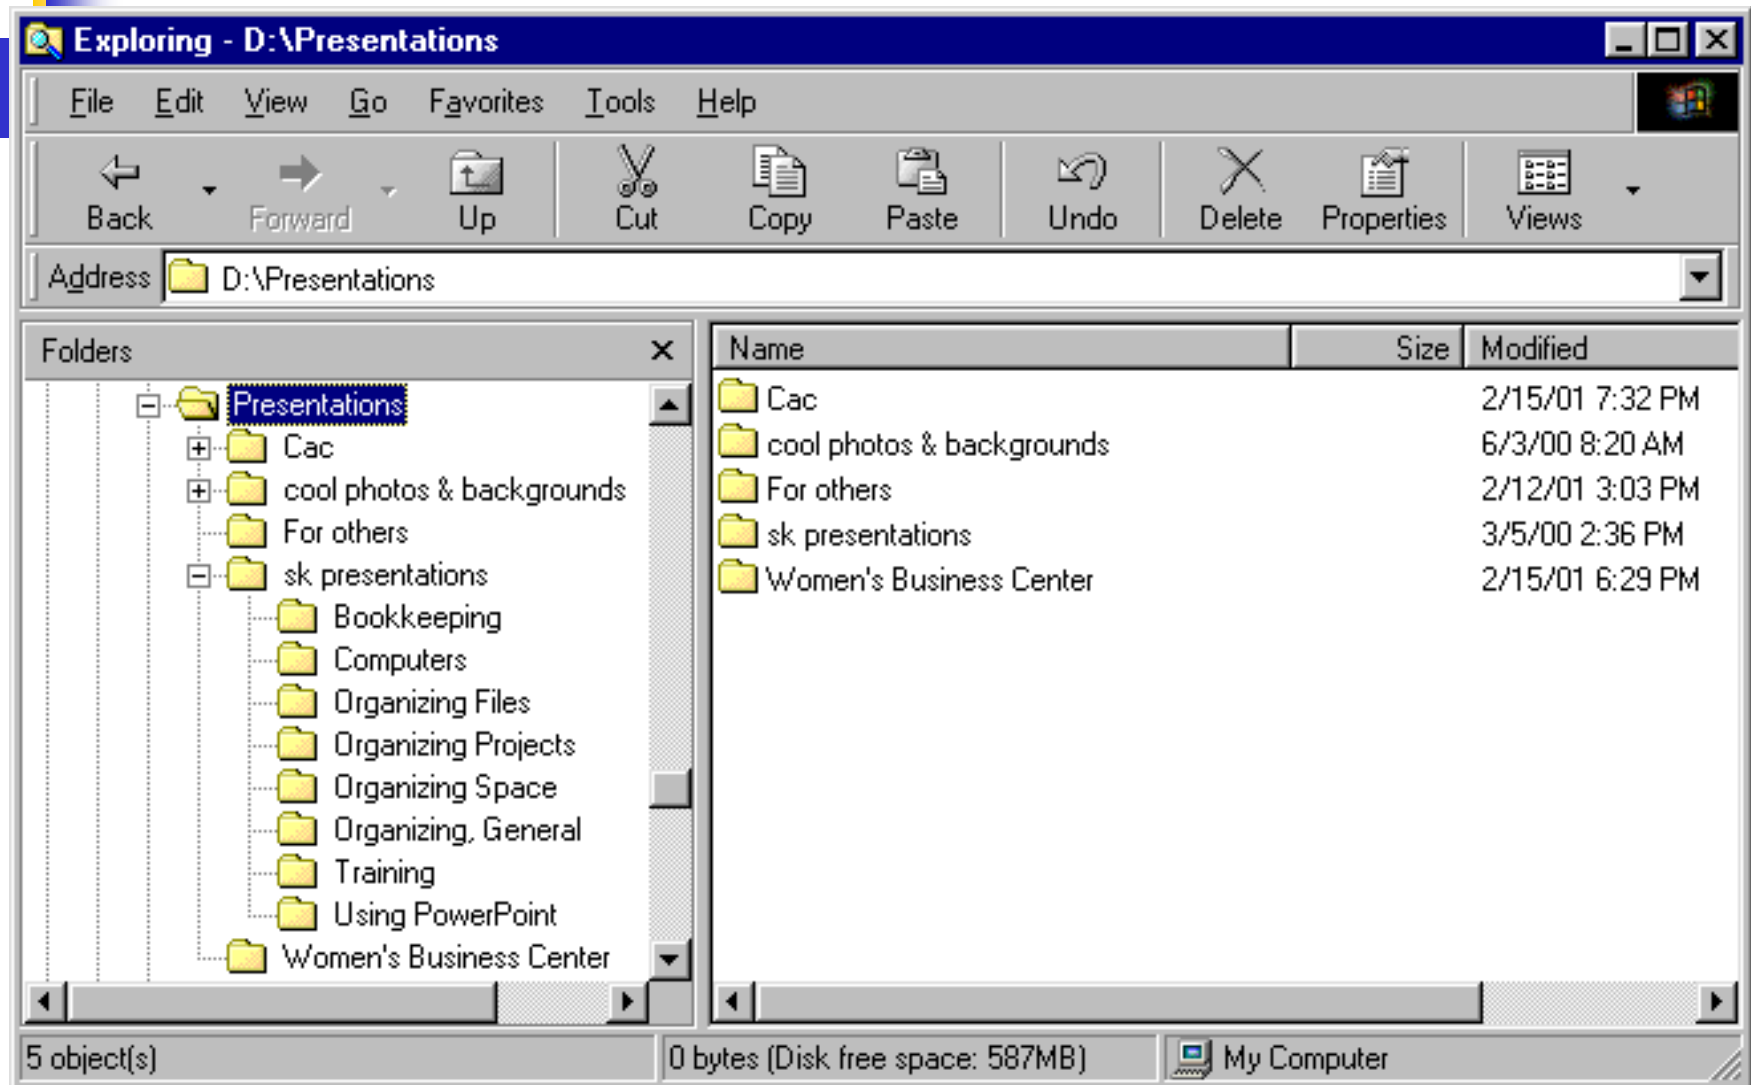 Exploring - D:\Presentations
File Edit View Go Favorites Tools Help
Back Forward Up Cut Copy Paste Undo Delete Properties Views
Address D:\Presentations
Folders
Presentations
Cac
cool photos & backgrounds
For others
sk presentations
Bookkeeping
Computers
Organizing Files
Organizing Projects
Organizing Space
Organizing, General
Training
Using PowerPoint
Women's Business Center
Name Size Modified
Cac 2/15/01 7:32 PM
cool photos & backgrounds 6/3/00 8:20 AM
For others 2/12/01 3:03 PM
sk presentations 3/5/00 2:36 PM
Women's Business Center 2/15/01 6:29 PM
5 object(s) 0 bytes (Disk free space: 587MB) My Computer